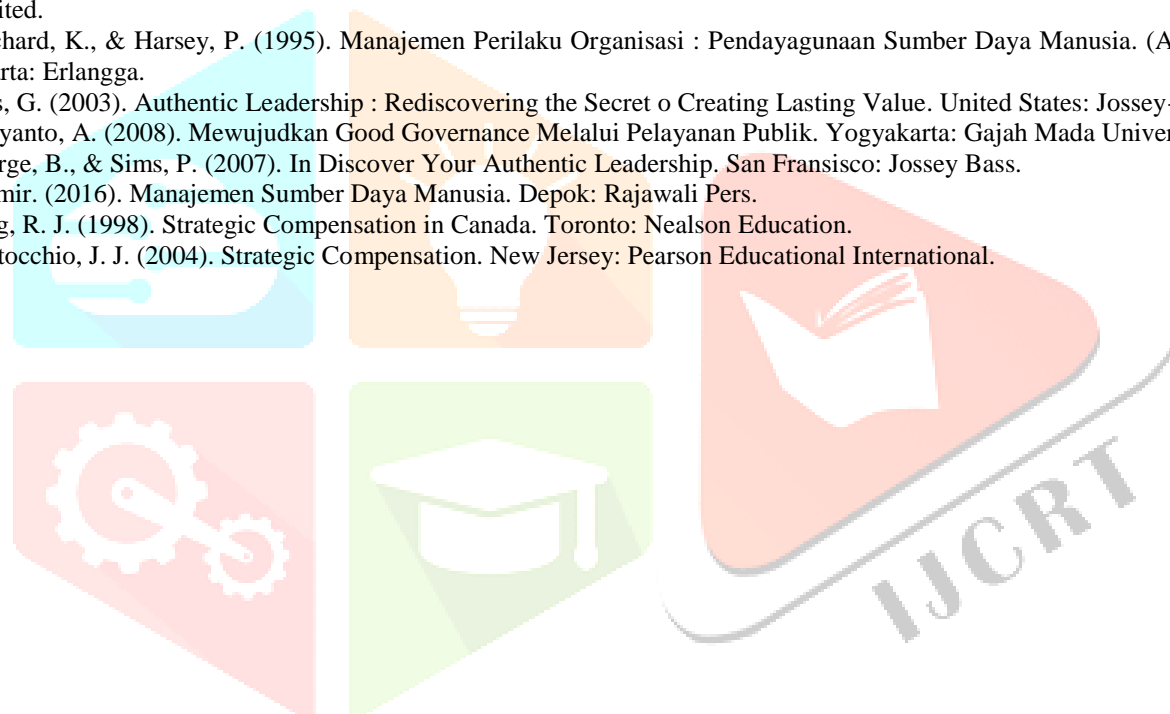 ited.
chard, K., & Harsey, P. (1995). Manajemen Perilaku Organisasi : Pendayagunaan Sumber Daya Manusia. (A
rta: Erlangga.
s, G. (2003). Authentic Leadership : Rediscovering the Secret o Creating Lasting Value. United States: Jossey-
yanto, A. (2008). Mewujudkan Good Governance Melalui Pelayanan Publik. Yogyakarta: Gajah Mada Univer
rge, B., & Sims, P. (2007). In Discover Your Authentic Leadership. San Fransisco: Jossey Bass.
mir. (2016). Manajemen Sumber Daya Manusia. Depok: Rajawali Pers.
g, R. J. (1998). Strategic Compensation in Canada. Toronto: Nealson Education.
tocchio, J. J. (2004). Strategic Compensation. New Jersey: Pearson Educational International.
IJCRT